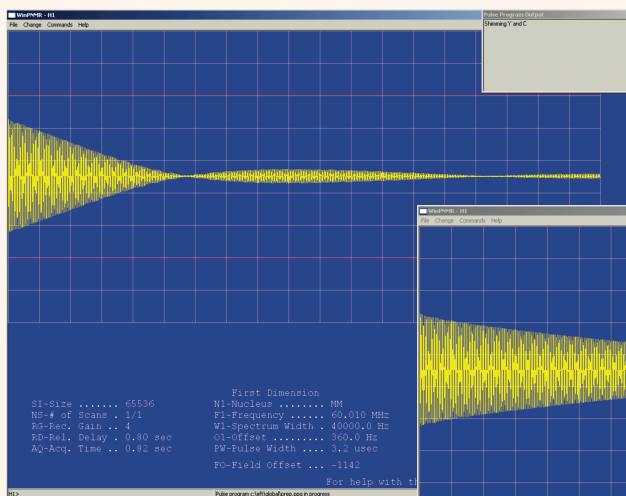 WinPNMR - H1
File Change Commands Help
Pulse Program Output
Shimming Y and C
WinPNMR - H1
File Change Commands Help
First Dimension
SI-Size ....... 65536
N1-Nucleus ........ MM
NS-# of Scans . 1/1
F1-Frequency ...... 60.010 MHz
RG-Rec. Gain .. 4
W1-Spectrum Width . 40000.0 Hz
RD-Rel. Delay . 0.80 sec
O1-Offset ......... 360.0 Hz
AQ-Acq. Time .. 0.82 sec
PW-Pulse Width .... 3.2 usec
FO-Field Offset ... -1142
For help with th
H1>
Pulse program c:\eft\global\prep.ppg in progress